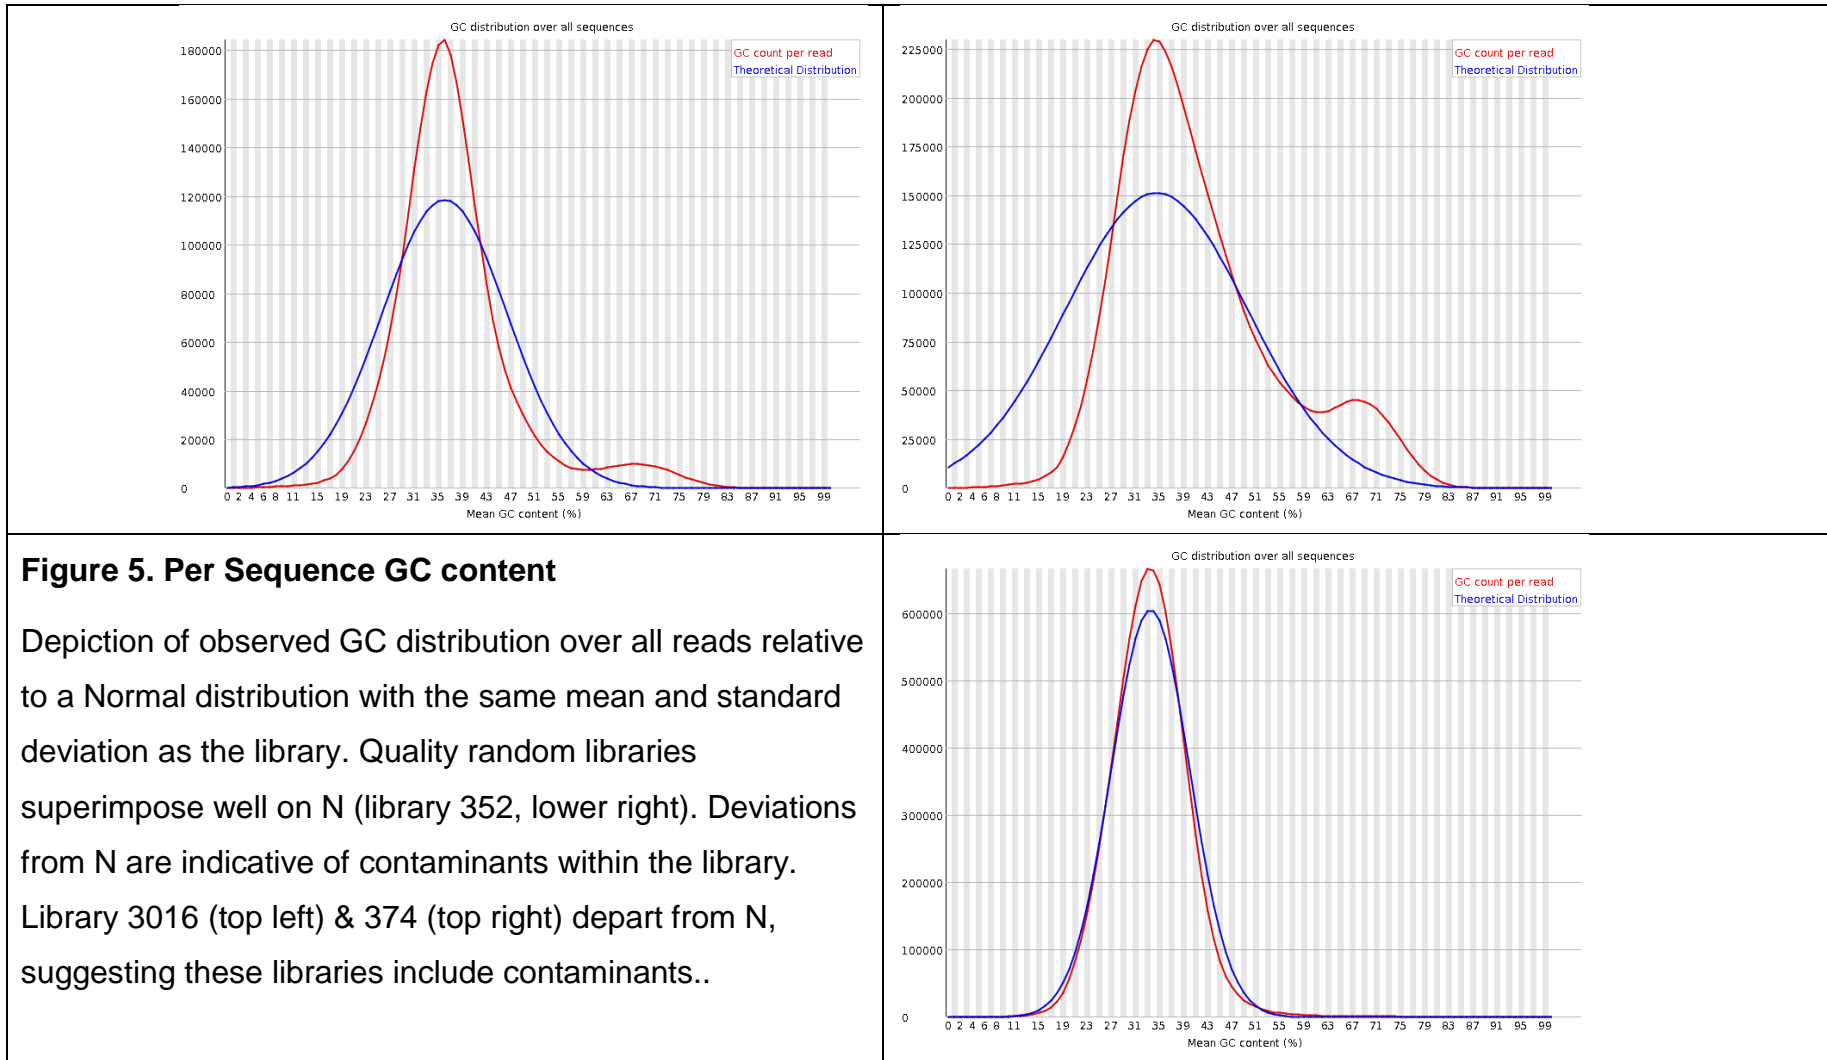 GC distribution over all sequences
GC count per read
Theoretical Distribution
180000
160000
140000
120000
100000
80000
60000
40000
20000
0
0 2 4 6 8 11 15 19 23 27 31 35 39 43 47 51 55 59 63 67 71 75 79 83 87 91 95 99
Mean GC content (%)
GC distribution over all sequences
GC count per read
Theoretical Distribution
225000
200000
175000
150000
125000
100000
75000
50000
25000
0
0 2 4 6 8 11 15 19 23 27 31 35 39 43 47 51 55 59 63 67 71 75 79 83 87 91 95 99
Mean GC content (%)
Figure 5. Per Sequence GC content
Depiction of observed GC distribution over all reads relative
to a Normal distribution with the same mean and standard
deviation as the library. Quality random libraries
superimpose well on N (library 352, lower right). Deviations
from N are indicative of contaminants within the library.
Library 3016 (top left) & 374 (top right) depart from N,
suggesting these libraries include contaminants..
GC distribution over all sequences
GC count per read
Theoretical Distribution
600000
500000
400000
300000
200000
100000
0
0 2 4 6 8 11 15 19 23 27 31 35 39 43 47 51 55 59 63 67 71 75 79 83 87 91 95 99
Mean GC content (%)